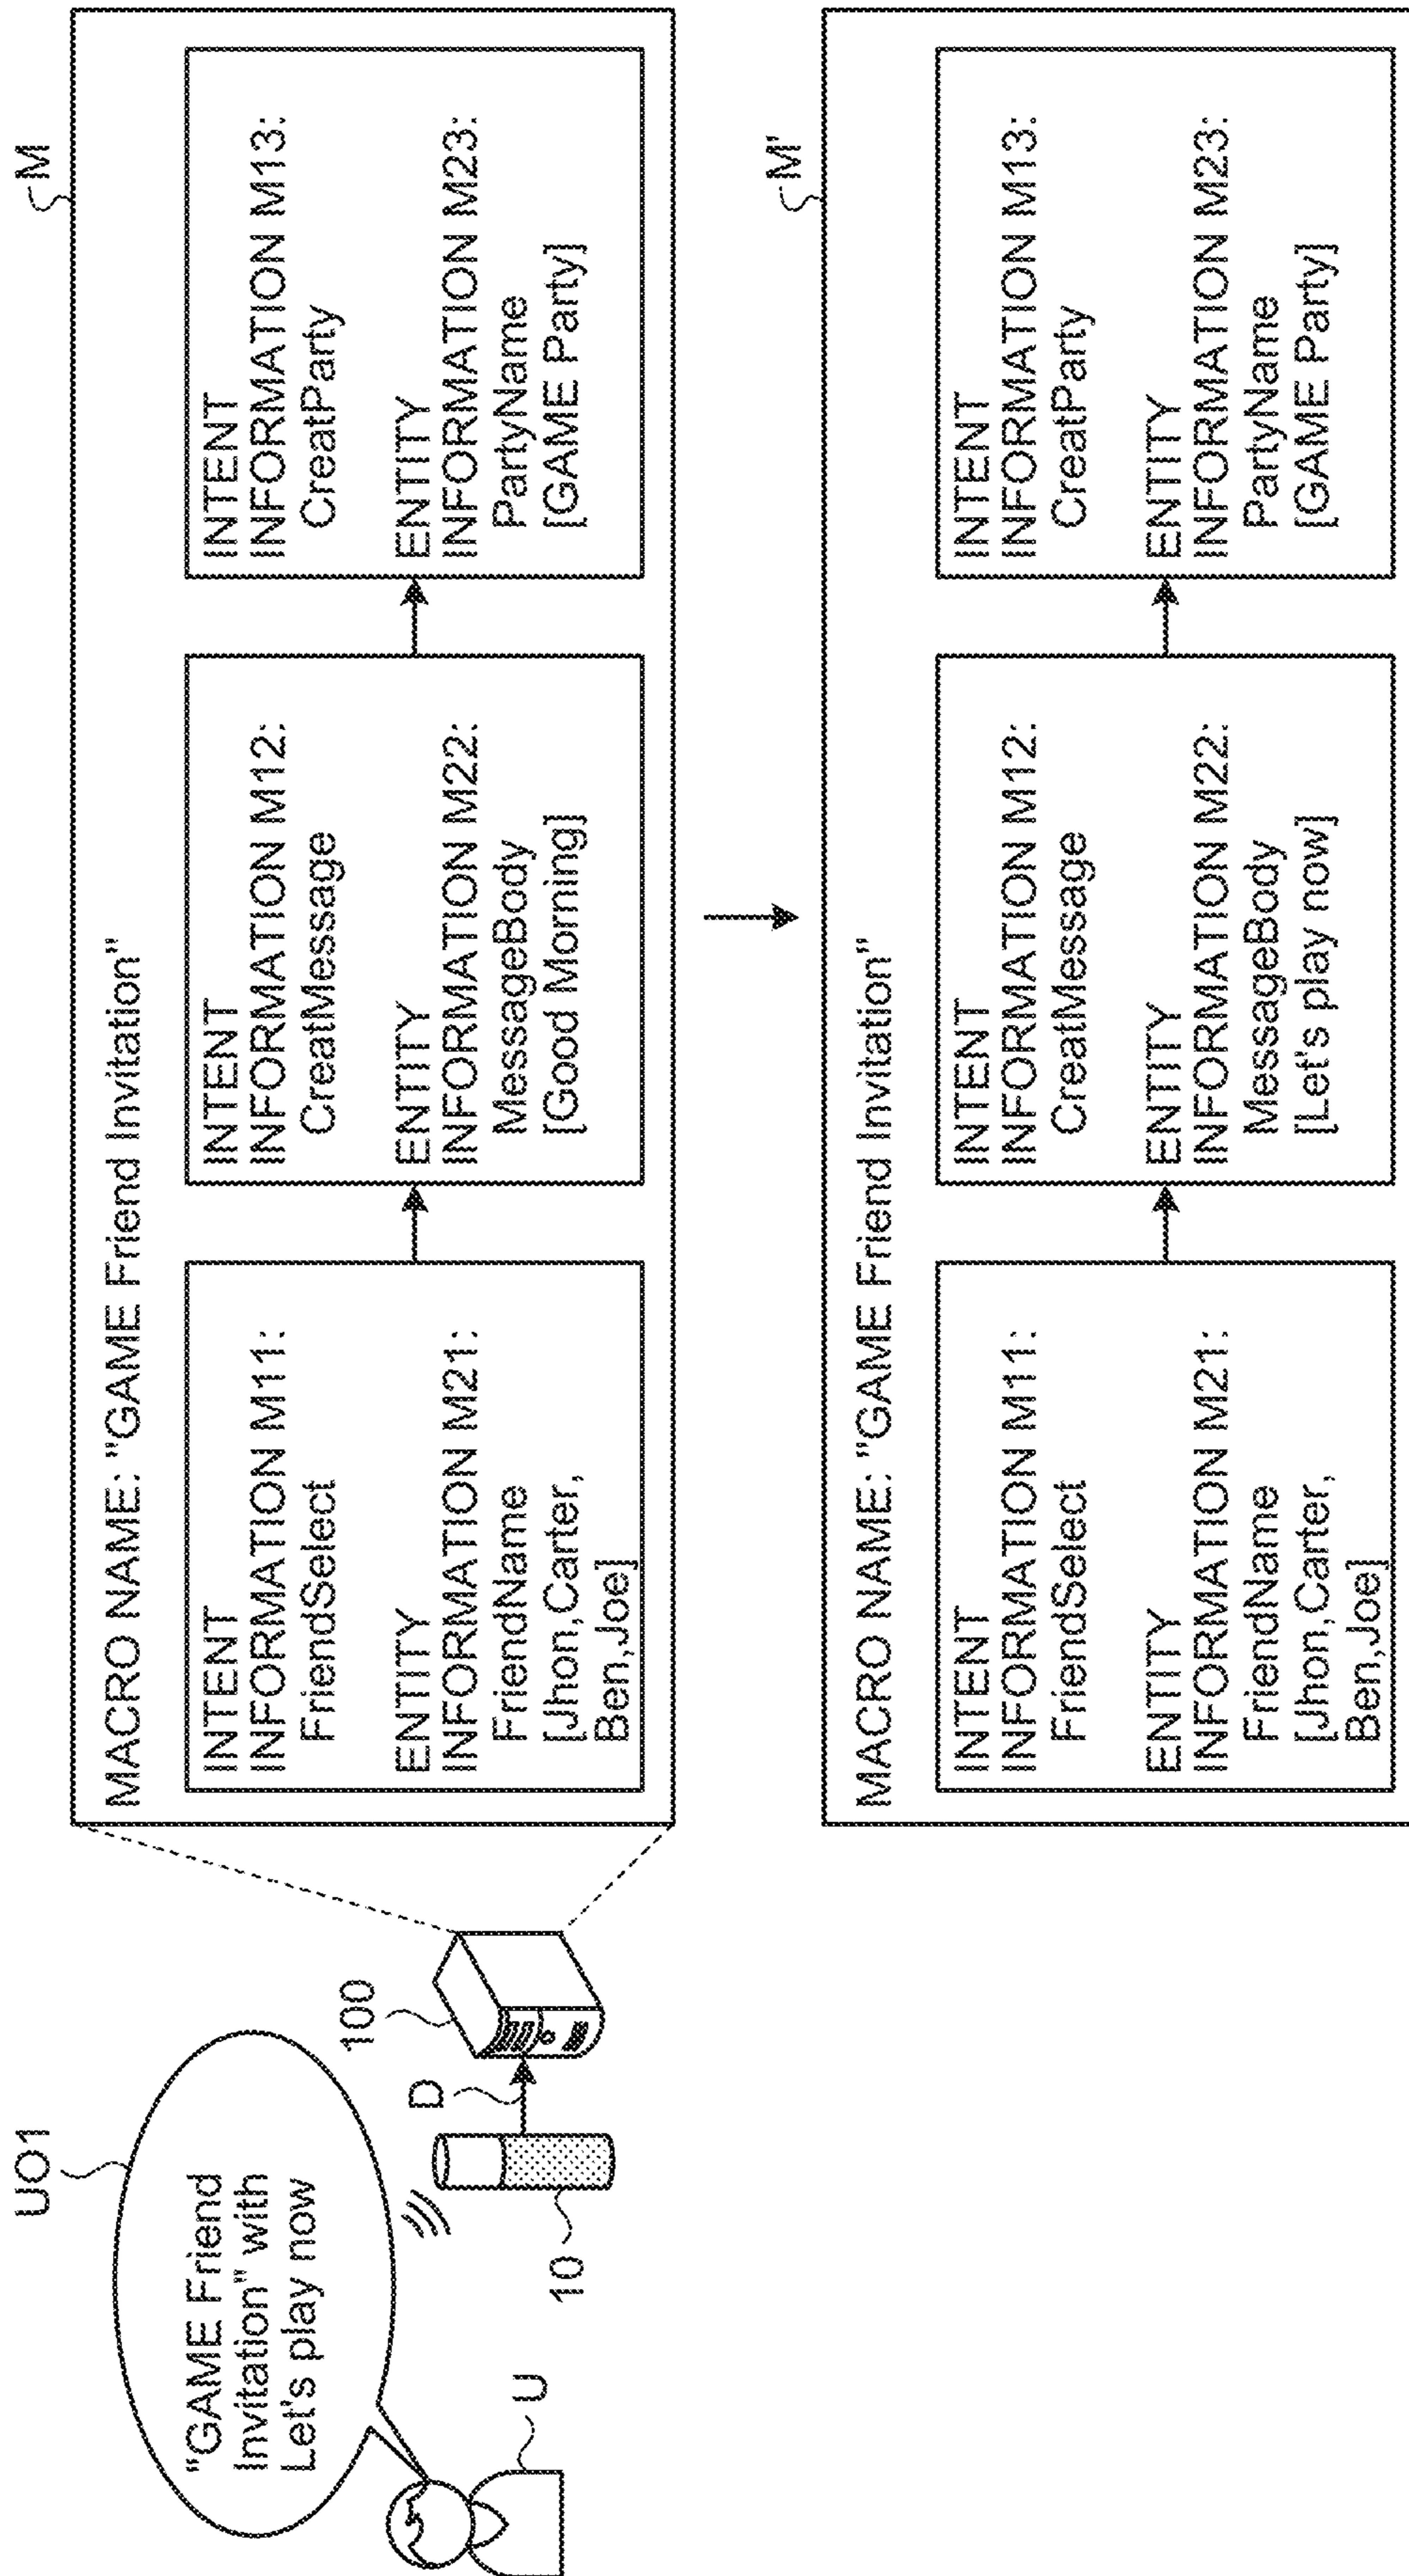 UO1
"GAME Friend
Invitation" with
Let's play now
U
10
D
100
M
MACRO NAME: "GAME Friend Invitation"
INTENT
INFORMATION M11:
FriendSelect
ENTITY
INFORMATION M21:
FriendName
[Jhon,Carter,
Ben,Joe]
INTENT
INFORMATION M12:
CreatMessage
ENTITY
INFORMATION M22:
MessageBody
[Good Morning]
INTENT
INFORMATION M13:
CreatParty
ENTITY
INFORMATION M23:
PartyName
[GAME Party]
M'
MACRO NAME: "GAME Friend Invitation"
INTENT
INFORMATION M11:
FriendSelect
ENTITY
INFORMATION M21:
FriendName
[Jhon,Carter,
Ben,Joe]
INTENT
INFORMATION M12:
CreatMessage
ENTITY
INFORMATION M22:
MessageBody
[Let's play now]
INTENT
INFORMATION M13:
CreatParty
ENTITY
INFORMATION M23:
PartyName
[GAME Party]